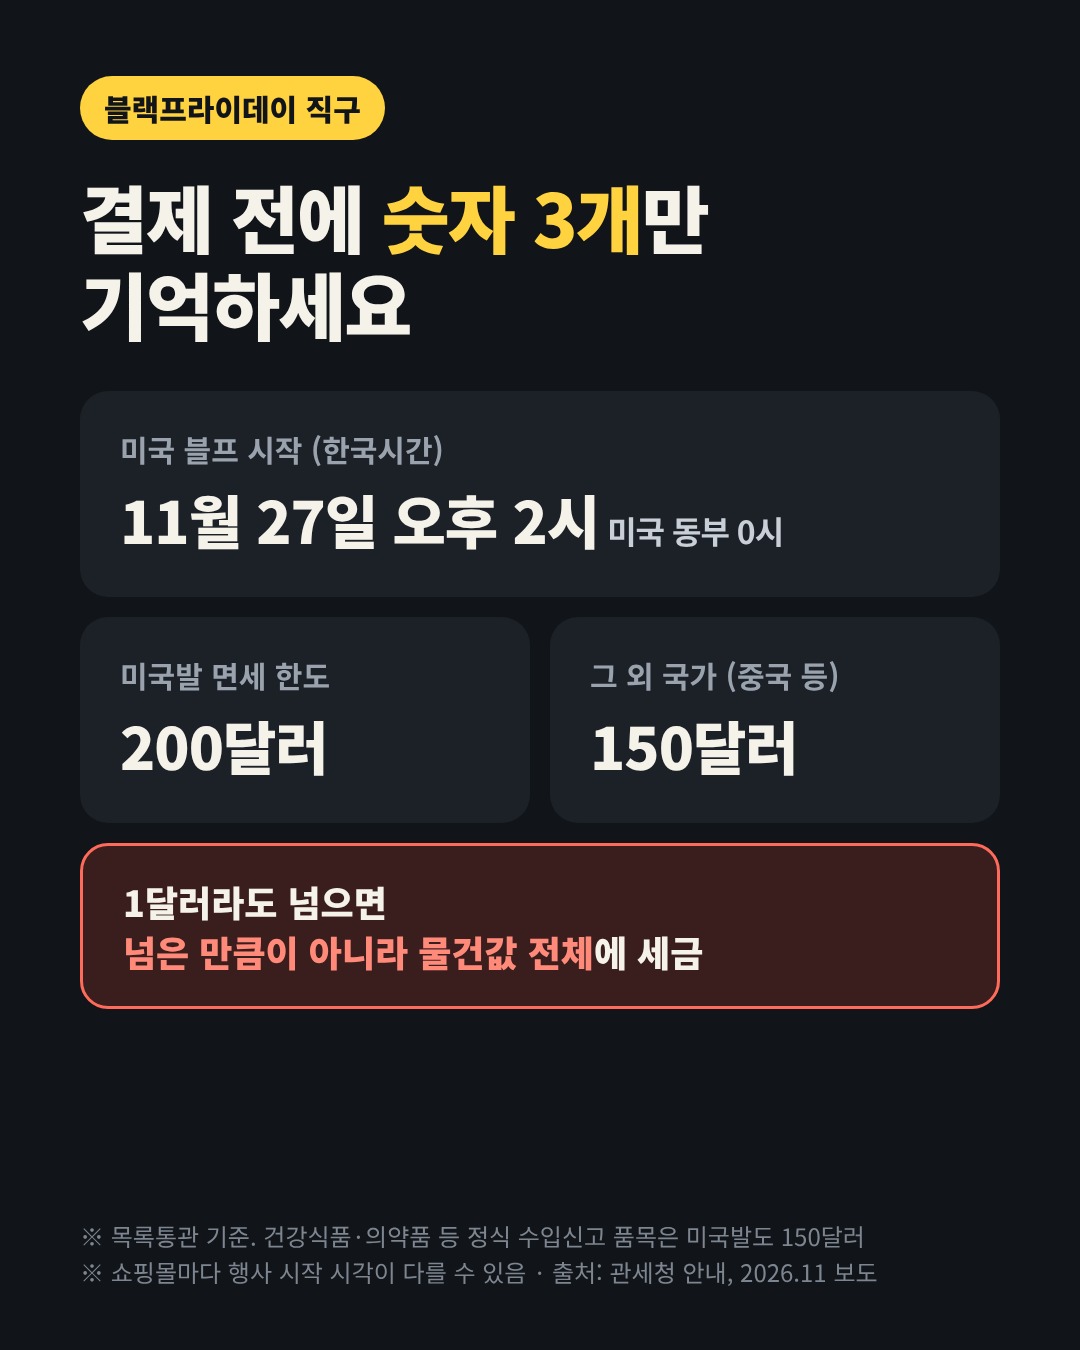 블랙프라이데이 직구
결제 전에 숫자 3개만
기억하세요
미국 블프 시작 (한국시간)
11월 27일 오후 2시 미국 동부 0시
미국발 면세 한도
200달러
그 외 국가 (중국 등)
150달러
1달러라도 넘으면
넘은 만큼이 아니라 물건값 전체에 세금
※ 목록통관 기준. 건강식품·의약품 등 정식 수입신고 품목은 미국발도 150달러
※ 쇼핑몰마다 행사 시작 시각이 다를 수 있음 · 출처: 관세청 안내, 2026.11 보도